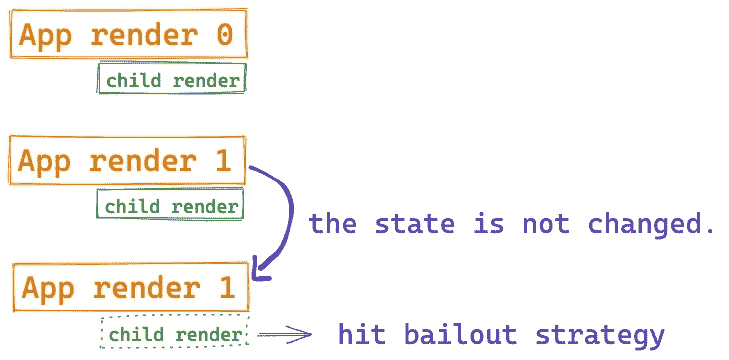 App render 0
child render
App render 1
child render
the state is not changed.
App render 1
child render
hit bailout strategy